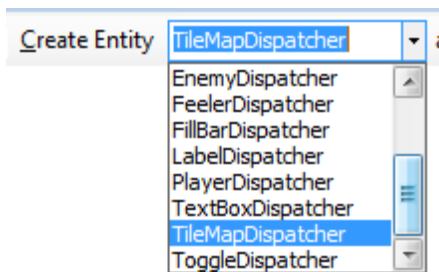 Create Entity TileMapDispatcher
EnemyDispatcher
FeelerDispatcher
FillBarDispatcher
LabelDispatcher
PlayerDispatcher
TextBoxDispatcher
TileMapDispatcher
ToggleDispatcher